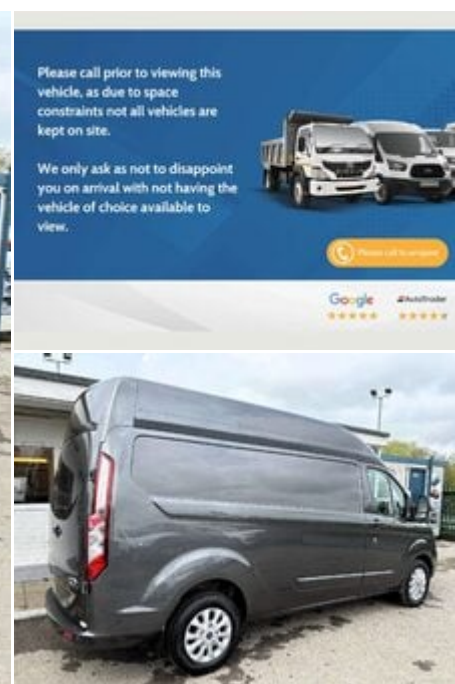 Please call prior to viewing this
vehicle, as due to space
constraints not all vehicles are
kept on site.
We only ask as not to disappoint
you on arrival with not having the
vehicle of choice available to
view.
Please call to enquire
Google
AutoTrader